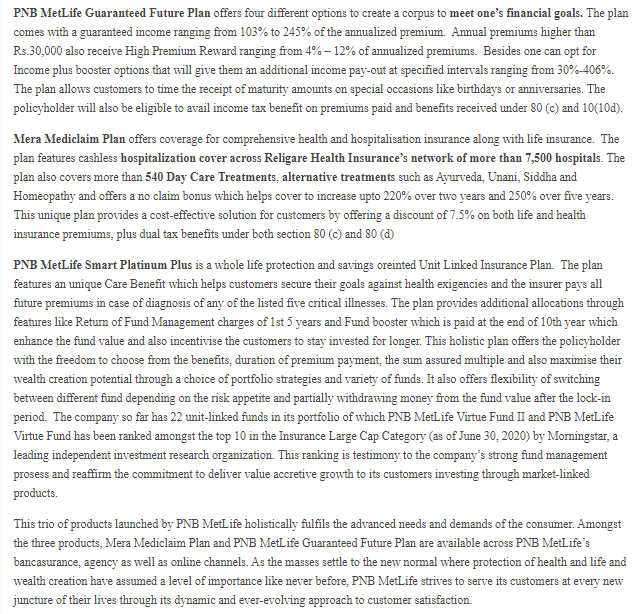 PNB MetLife Guaranteed Future Plan offers four different options to create a corpus to meet one's financial goals. The plan
comes with a guaranteed income ranging from 103% to 245% of the annualized premium.  Annual premiums higher than
Rs.30,000 also receive High Premium Reward ranging from 4% – 12% of annualized premiums.  Besides one can opt for
Income plus booster options that will give them an additional income pay-out at specified intervals ranging from 30%-406%.
The plan allows customers to time the receipt of maturity amounts on special occasions like birthdays or anniversaries. The
policyholder will also be eligible to avail income tax benefit on premiums paid and benefits received under 80 (c) and 10(10d).
Mera Mediclaim Plan offers coverage for comprehensive health and hospitalisation insurance along with life insurance.  The
plan features cashless hospitalization cover across Religare Health Insurance's network of more than 7,500 hospitals. The
plan also covers more than 540 Day Care Treatments, alternative treatments such as Ayurveda, Unani, Siddha and
Homeopathy and offers a no claim bonus which helps cover to increase upto 220% over two years and 250% over five years.
This unique plan provides a cost-effective solution for customers by offering a discount of 7.5% on both life and health
insurance premiums, plus dual tax benefits under both section 80 (c) and 80 (d)
PNB MetLife Smart Platinum Plus is a whole life protection and savings oreinted Unit Linked Insurance Plan.  The plan
features an unique Care Benefit which helps customers secure their goals against health exigencies and the insurer pays all
future premiums in case of diagnosis of any of the listed five critical illnesses. The plan provides additional allocations through
features like Return of Fund Management charges of 1st 5 years and Fund booster which is paid at the end of 10th year which
enhance the fund value and also incentivise the customers to stay invested for longer. This holistic plan offers the policyholder
with the freedom to choose from the benefits, duration of premium payment, the sum assured multiple and also maximise their
wealth creation potential through a choice of portfolio strategies and variety of funds. It also offers flexibility of switching
between different fund depending on the risk appetite and partially withdrawing money from the fund value after the lock-in
period.  The company so far has 22 unit-linked funds in its portfolio of which PNB MetLife Virtue Fund II and PNB MetLife
Virtue Fund has been ranked amongst the top 10 in the Insurance Large Cap Category (as of June 30, 2020) by Morningstar, a
leading independent investment research organization. This ranking is testimony to the company's strong fund management
prosess and reaffirm the commitment to deliver value accretive growth to its customers investing through market-linked
products.
This trio of products launched by PNB MetLife holistically fulfils the advanced needs and demands of the consumer. Amongst
the three products, Mera Mediclaim Plan and PNB MetLife Guaranteed Future Plan are available across PNB MetLife's
bancasurance, agency as well as online channels. As the masses settle to the new normal where protection of health and life and
wealth creation have assumed a level of importance like never before, PNB MetLife strives to serve its customers at every new
juncture of their lives through its dynamic and ever-evolving approach to customer satisfaction.